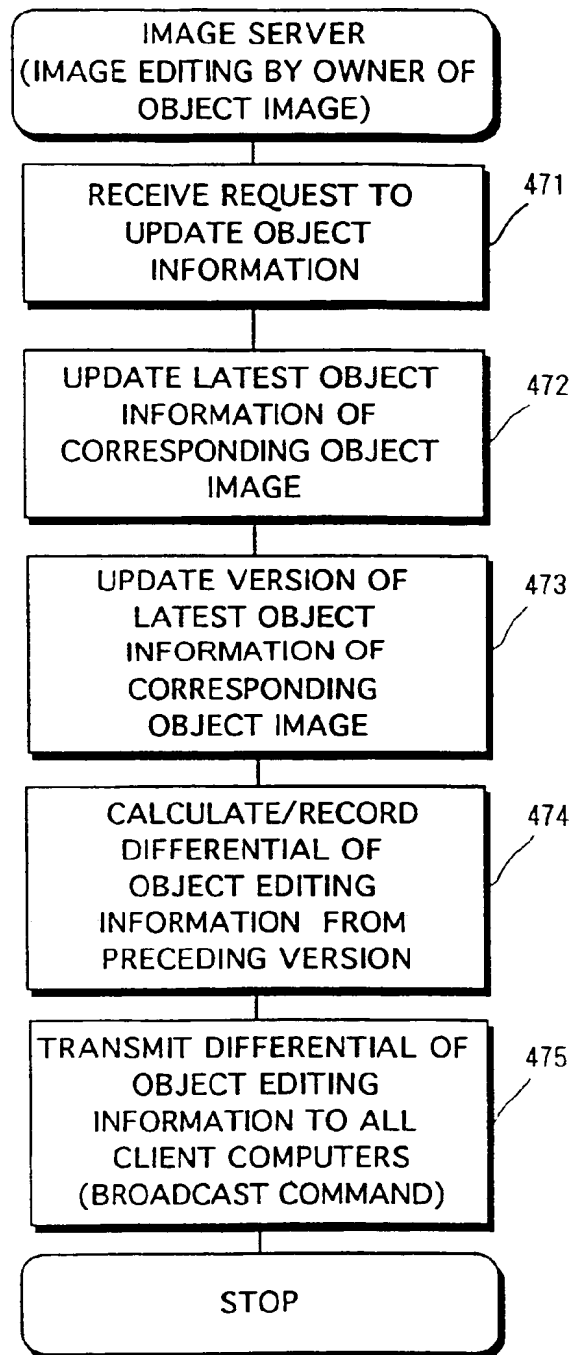 IMAGE SERVER
(IMAGE EDITING BY OWNER OF
OBJECT IMAGE)
RECEIVE REQUEST TO
UPDATE OBJECT
INFORMATION
471
UPDATE LATEST OBJECT
INFORMATION OF
CORRESPONDING OBJECT
IMAGE
472
UPDATE VERSION OF
LATEST OBJECT
INFORMATION OF
CORRESPONDING
OBJECT IMAGE
473
CALCULATE/RECORD
DIFFERENTIAL OF
OBJECT EDITING
INFORMATION FROM
PRECEDING VERSION
474
TRANSMIT DIFFERENTIAL OF
OBJECT EDITING
INFORMATION TO ALL
CLIENT COMPUTERS
(BROADCAST COMMAND)
475
STOP